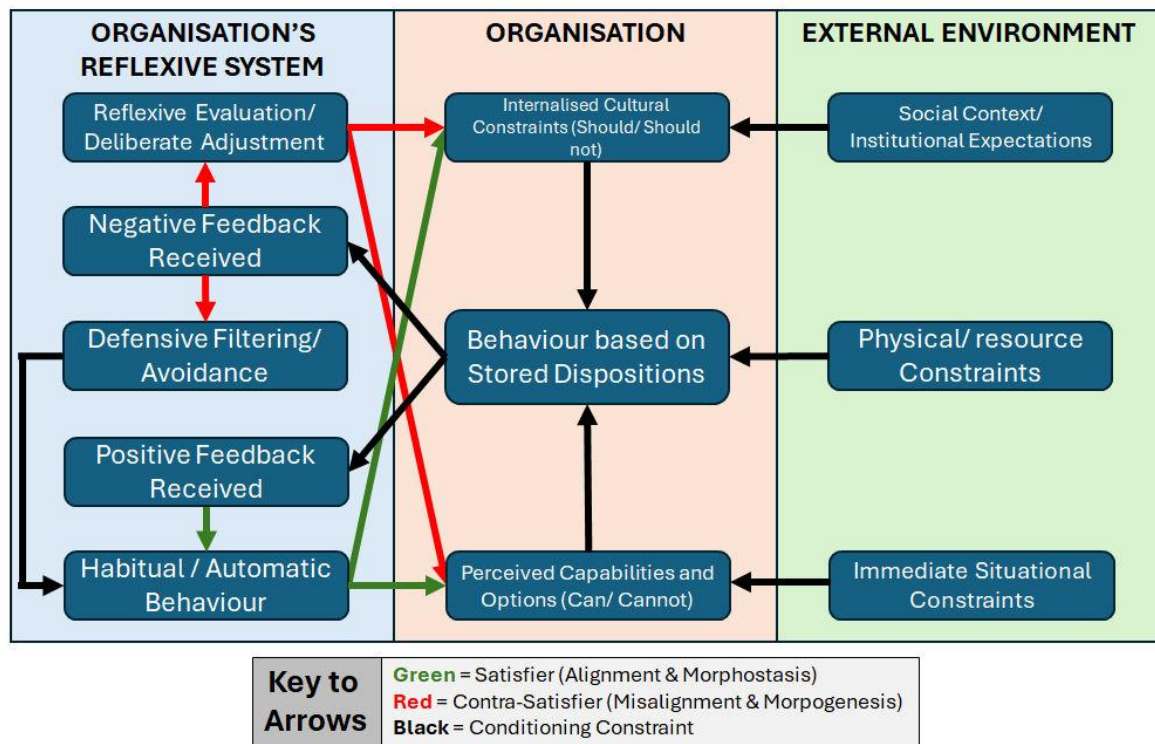 ORGANISATION'S
REFLEXIVE SYSTEM
Reflexive Evaluation/
Deliberate Adjustment
Negative Feedback
Received
Defensive Filtering/
Avoidance
Positive Feedback
Received
Habitual / Automatic
Behaviour
ORGANISATION
Internalised Cultural
Constraints (Should/ Should
not)
Behaviour based on
Stored Dispositions
Perceived Capabilities and
Options (Can/ Cannot)
EXTERNAL ENVIRONMENT
Social Context/
Institutional Expectations
Physical/ resource
Constraints
Immediate Situational
Constraints
Key to
Arrows
Green = Satisfier (Alignment & Morphostasis)
Red = Contra-Satisfier (Misalignment & Morpogenesis)
Black = Conditioning Constraint